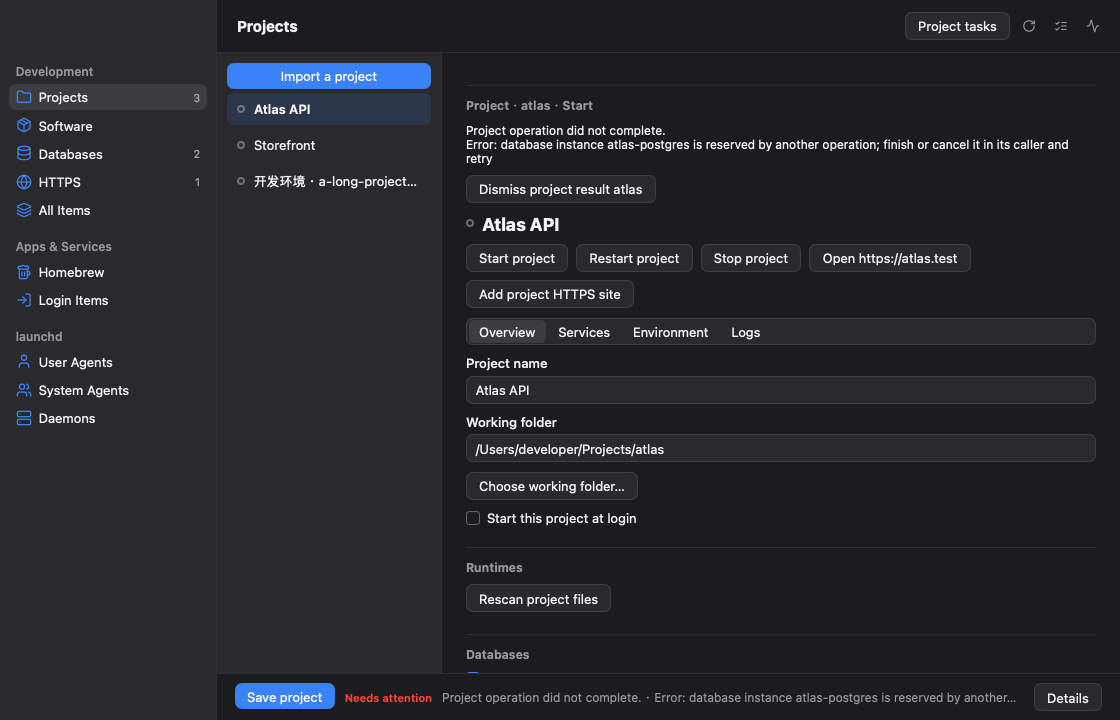 Projects
Project tasks
Development
Projects 3
Software
Databases 2
HTTPS 1
All Items
Apps & Services
Homebrew
Login Items
launchd
User Agents
System Agents
Daemons
Import a project
Atlas API
Storefront
开发环境 · a-long-project...
Project · atlas · Start
Project operation did not complete.
Error: database instance atlas-postgres is reserved by another operation; finish or cancel it in its caller and
retry
Dismiss project result atlas
Atlas API
Start project Restart project Stop project Open https://atlas.test
Add project HTTPS site
Overview Services Environment Logs
Project name
Atlas API
Working folder
/Users/developer/Projects/atlas
Choose working folder...
Start this project at login
Runtimes
Rescan project files
Databases
Save project Needs attention Project operation did not complete. · Error: database instance atlas-postgres is reserved by another... Details